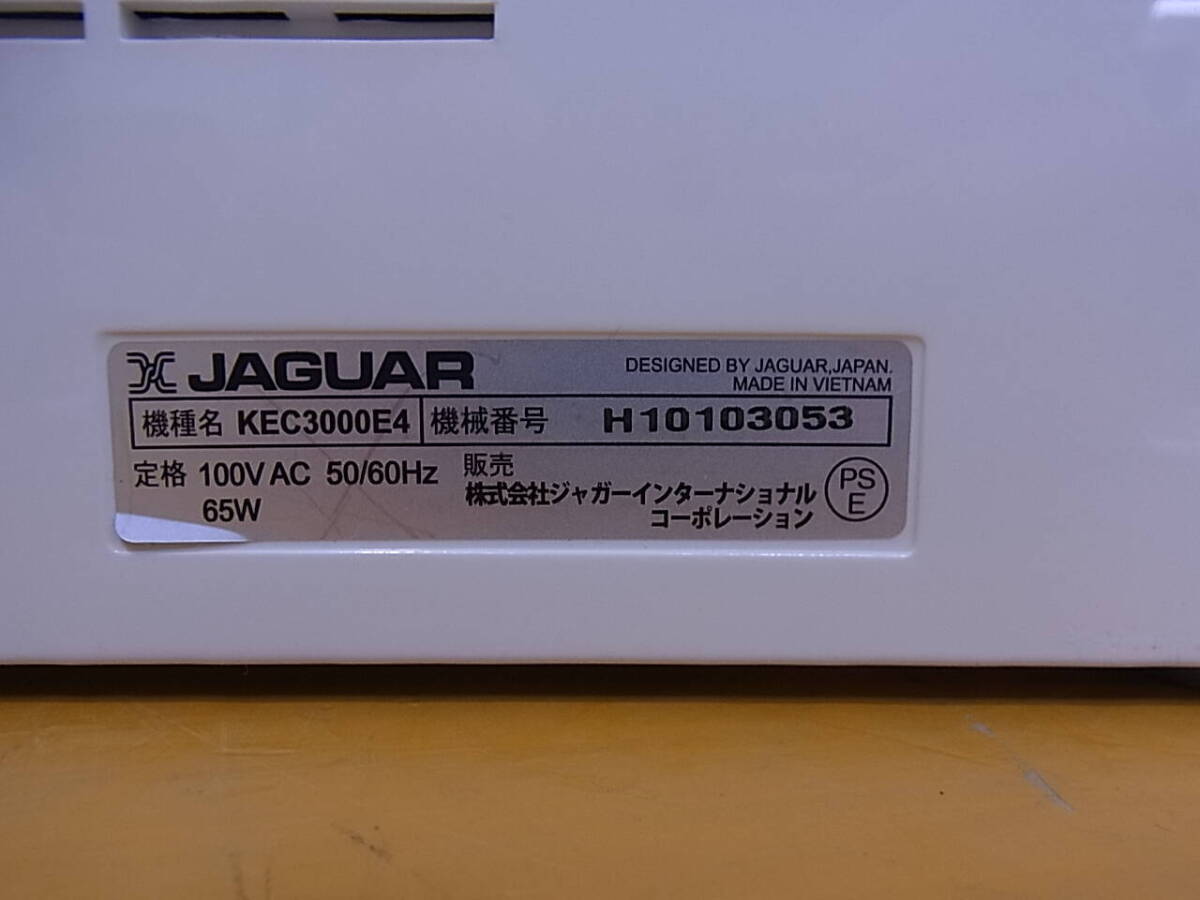 JAGUAR
DESIGNED BY JAGUAR,JAPAN.
MADE IN VIETNAM
機種名 KEC3000E4 機械番号 H10103053
定格 100V AC 50/60Hz
65W
販売
株式会社ジャガーインターナショナル
コーポレーション
PS
E